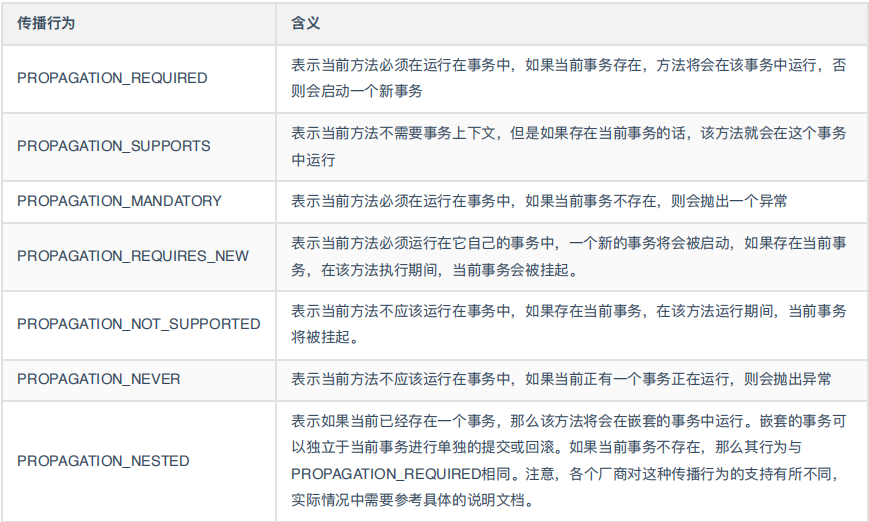 传播行为
含义
PROPAGATION_REQUIRED
表示当前方法必须在运行在事务中，如果当前事务存在，方法将会在该事务中运行，否
则会启动一个新事务
PROPAGATION_SUPPORTS
表示当前方法不需要事务上下文，但是如果存在当前事务的话，该方法就会在这个事务
中运行
PROPAGATION_MANDATORY
表示当前方法必须在运行在事务中，如果当前事务不存在，则会抛出一个异常
PROPAGATION_REQUIRES_NEW
表示当前方法必须运行在它自己的事务中，一个新的事务将会被启动，如果存在当前事
务，在该方法执行期间，当前事务会被挂起。
PROPAGATION_NOT_SUPPORTED
表示当前方法不应该运行在事务中，如果存在当前事务，在该方法运行期间，当前事务
将被挂起。
PROPAGATION_NEVER
表示当前方法不应该运行在事务中，如果当前正有一个事务正在运行，则会抛出异常
PROPAGATION_NESTED
表示如果当前已经存在一个事务，那么该方法将会在嵌套的事务中运行。嵌套的事务可
以独立于当前事务进行单独的提交或回滚。如果当前事务不存在，那么其行为与
PROPAGATION_REQUIRED相同。注意，各个厂商对这种传播行为的支持有所不同，
实际情况中需要参考具体的说明文档。